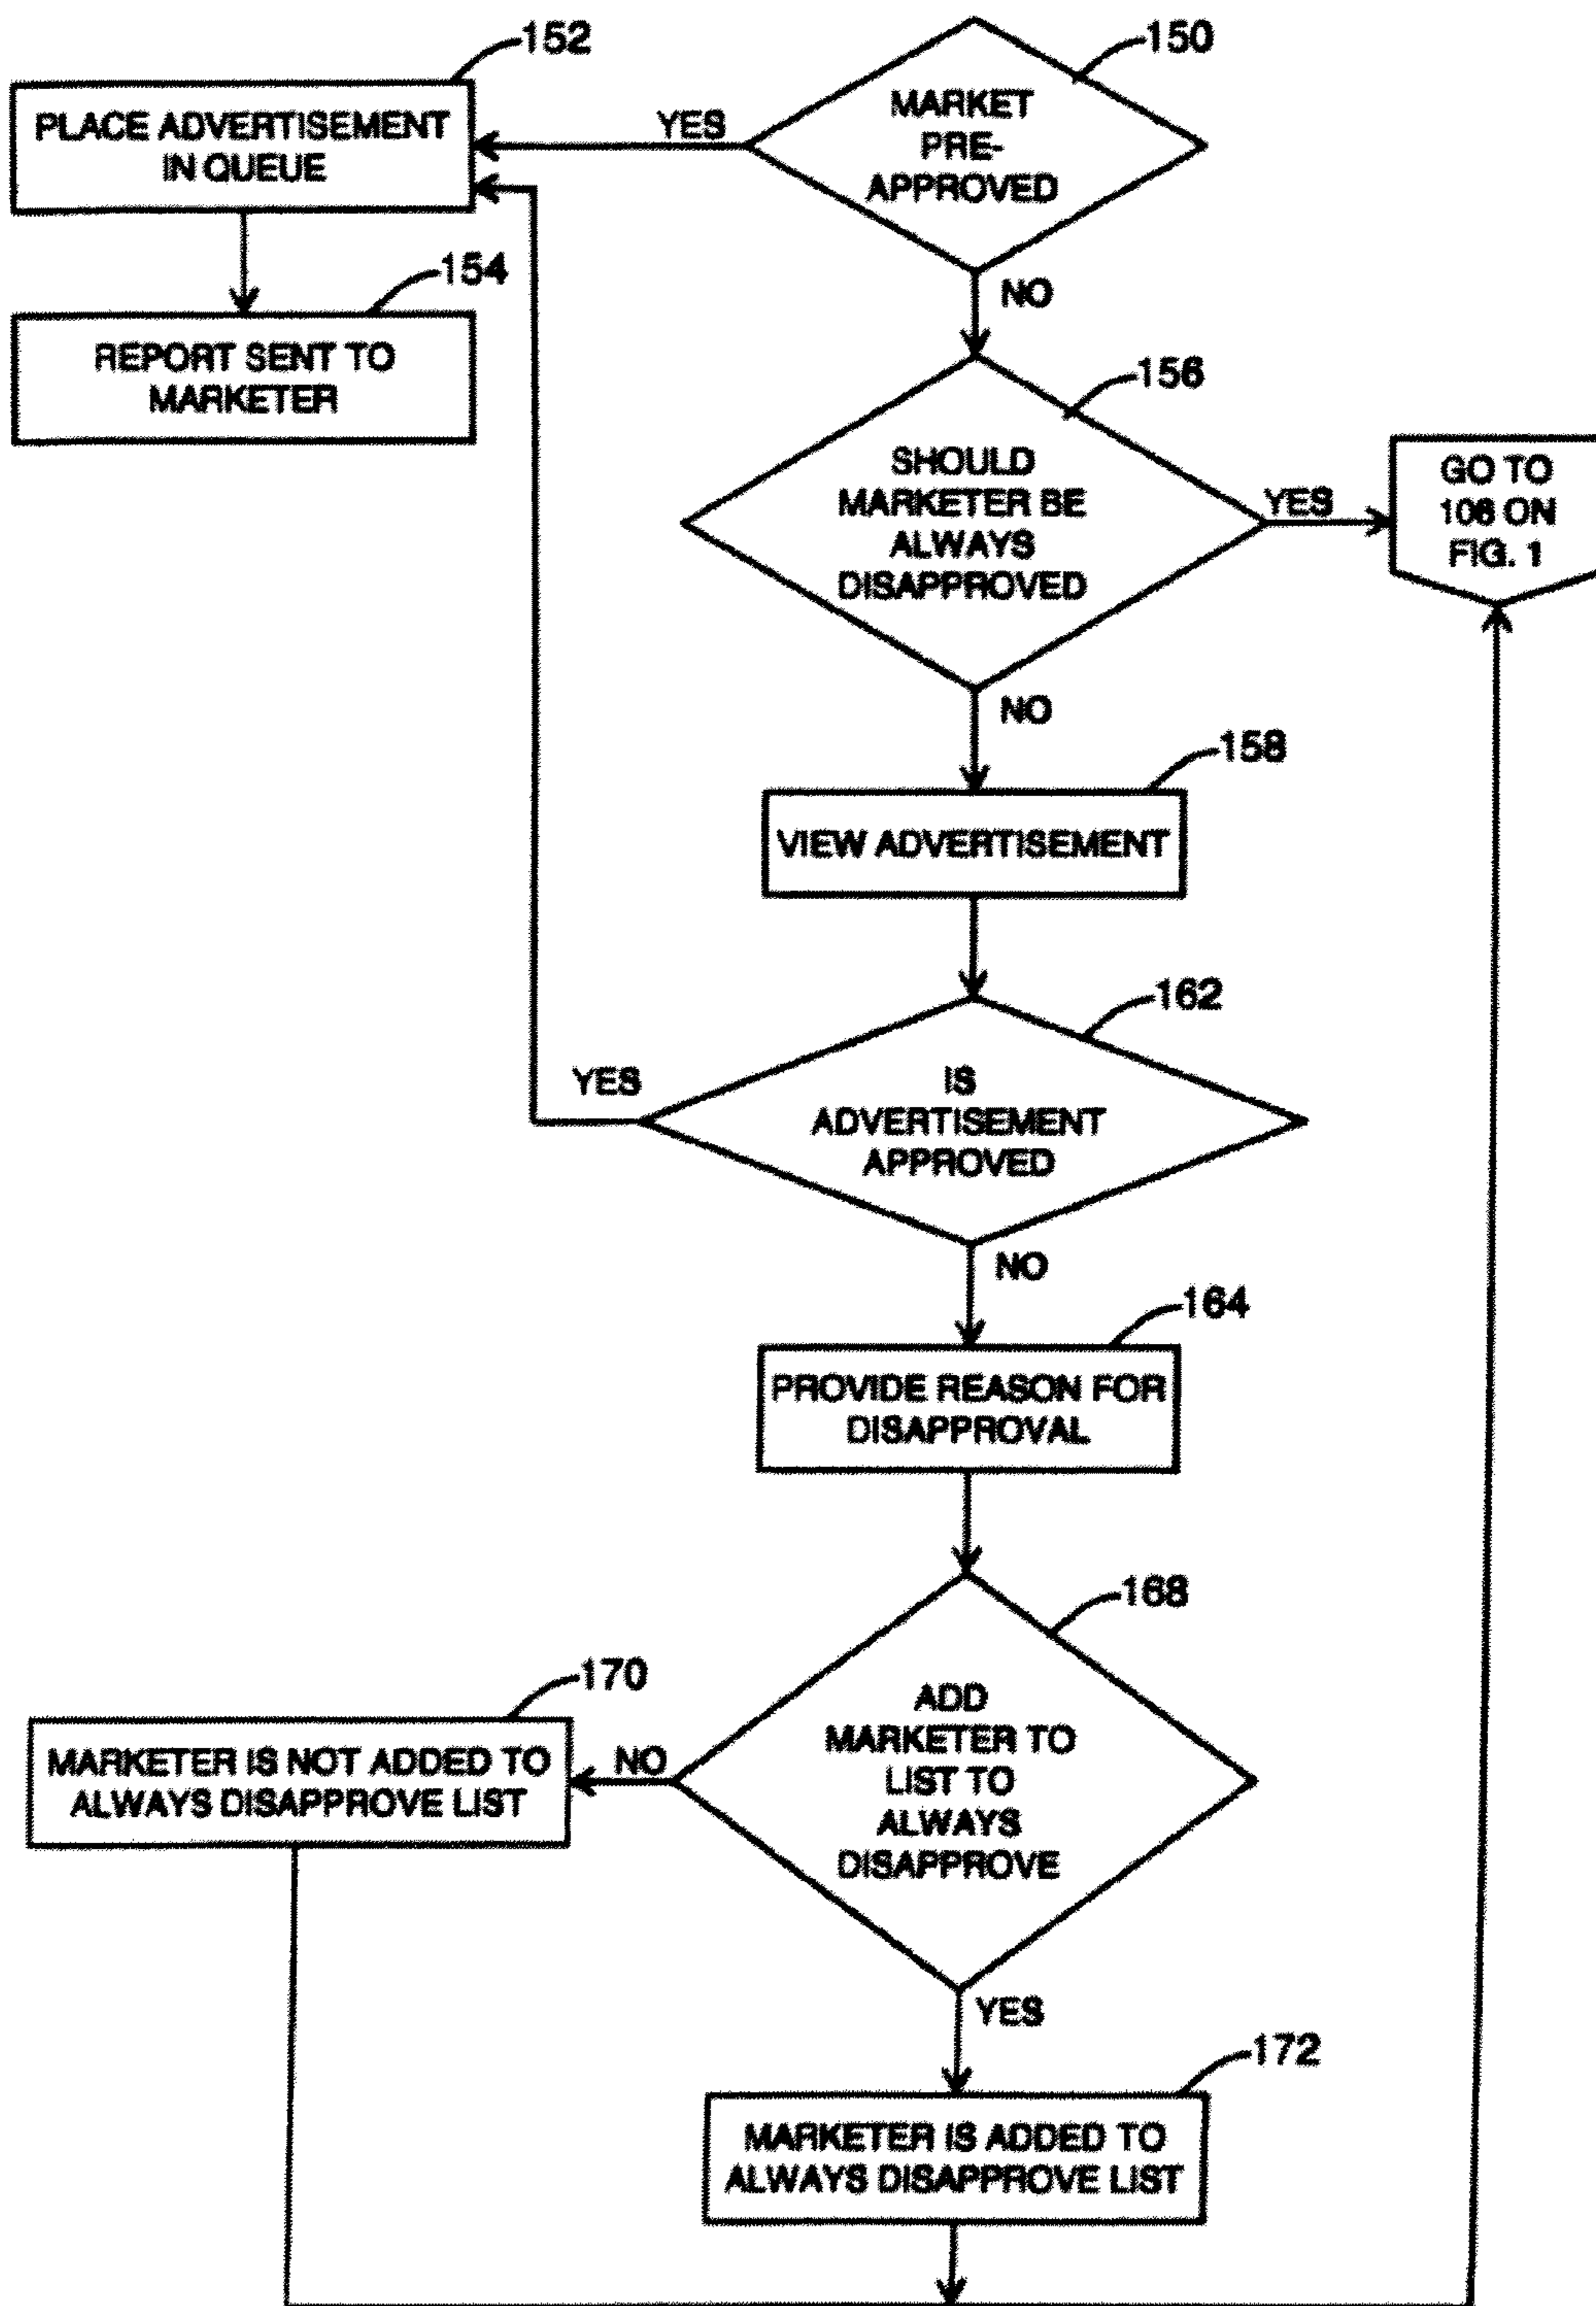 152
PLACE ADVERTISEMENT
IN QUEUE
150
MARKET
PRE-
APPROVED
YES
NO
154
REPORT SENT TO
MARKETER
156
SHOULD
MARKETER BE
ALWAYS
DISAPPROVED
YES
GO TO
106 ON
FIG. 1
NO
158
VIEW ADVERTISEMENT
162
IS
ADVERTISEMENT
APPROVED
YES
NO
164
PROVIDE REASON FOR
DISAPPROVAL
168
ADD
MARKETER TO
LIST TO
ALWAYS
DISAPPROVE
NO
170
MARKETER IS NOT ADDED TO
ALWAYS DISAPPROVE LIST
YES
172
MARKETER IS ADDED TO
ALWAYS DISAPPROVE LIST